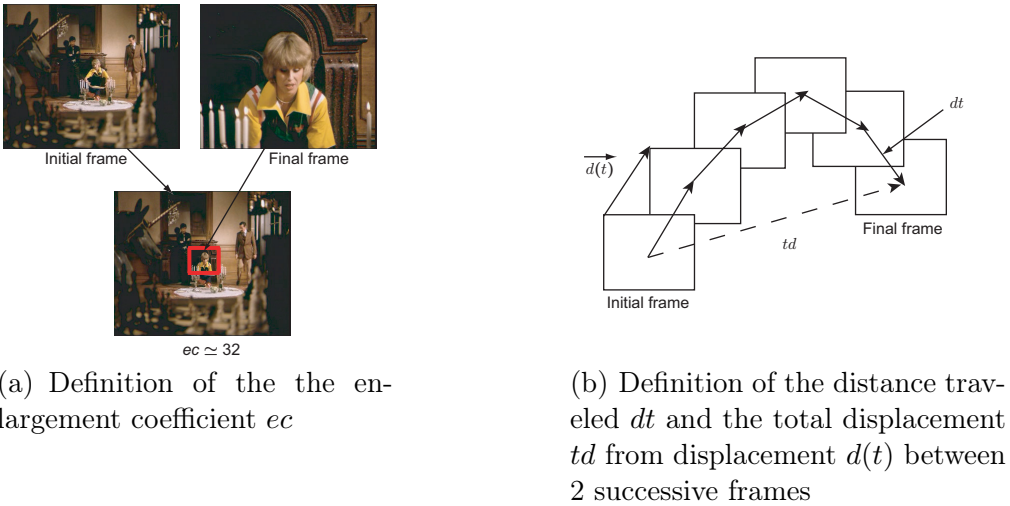 Initial frame
Final frame
ec ≃ 32
(a) Definition of the the en-
largement coefficient ec
d(t)
dt
td
Final frame
Initial frame
(b) Definition of the distance trav-
eled dt and the total displacement
td from displacement d(t) between
2 successive frames